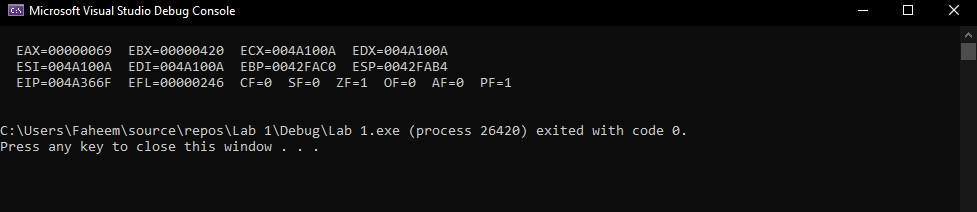 Microsoft Visual Studio Debug Console
EAX=00000069 EBX=00000420 ECX=004A100A EDX=004A100A
ESI=004A100A EDI=004A100A EBP=0042FAC0 ESP=0042FAB4
EIP=004A366F EFL=00000246 CF=0 SF=0 ZF=1 OF=0 AF=0 PF=1
C:\Users\Faheem\source\repos\Lab 1\Debug\Lab 1.exe (process 26420) exited with code 0.
Press any key to close this window . . .